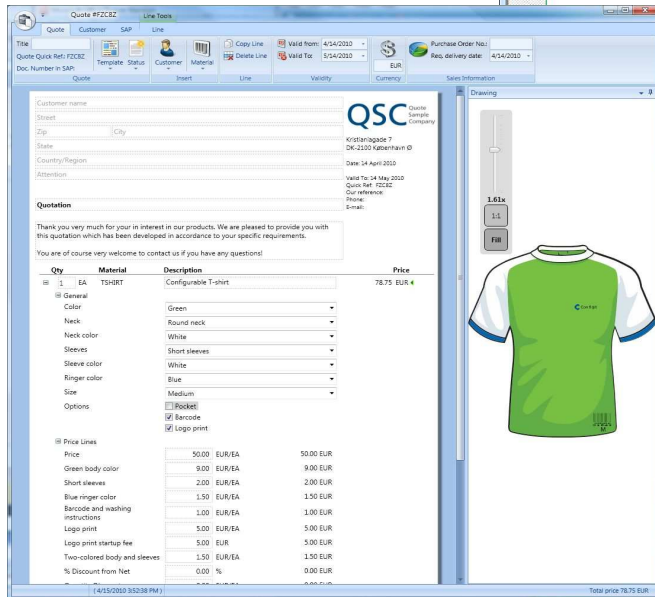 Quote #FZC8Z
Line Tools
Quote Customer SAP Line
Title
Quote Quick Ref.: FZC8Z
Doc. Number in SAP:
Template Status
Quote
Customer Material
Insert
Copy Line
Delete Line
Line
Valid from: 4/14/2010
Valid To: 5/14/2010
Validity
EUR
Currency
Purchase Order No.:
Req. delivery date: 4/14/2010
Sales Information
Drawing
Customer name
Street
Zip City
State
Country/Region
Attention
QSC Quote
Sample
Company
Kristianiagade 7
DK-2100 København Ø
Date: 14 April 2010
Valid To: 14 May 2010
Quick Ref: FZC8Z
Our reference:
Phone:
E-mail:
Quotation
Thank you very much for your in interest in our products. We are pleased to provide you with
this quotation which has been developed in accordance to your specific requirements.
You are of course very welcome to contact us if you have any questions!
Qty Material Description Price
1 EA TSHIRT Configurable T-shirt 78.75 EUR
General
Color Green
Neck Round neck
Neck color White
Sleeves Short sleeves
Sleeve color White
Ringer color Blue
Size Medium
Options Pocket
Barcode
Logo print
Price Lines
Price 50.00 EUR/EA 50.00 EUR
Green body color 9.00 EUR/EA 9.00 EUR
Short sleeves 2.00 EUR/EA 2.00 EUR
Blue ringer color 1.50 EUR/EA 1.50 EUR
Barcode and washing
instructions 1.00 EUR/EA 1.00 EUR
Logo print 5.00 EUR/EA 5.00 EUR
Logo print startup fee 5.00 EUR 5.00 EUR
Two-colored body and sleeves 1.50 EUR/EA 1.50 EUR
% Discount from Net 0.00 % 0.00 EUR
1.61x
1:1
Fill
M
(4/15/2010 3:52:38 PM)
Total price 78.75 EUR